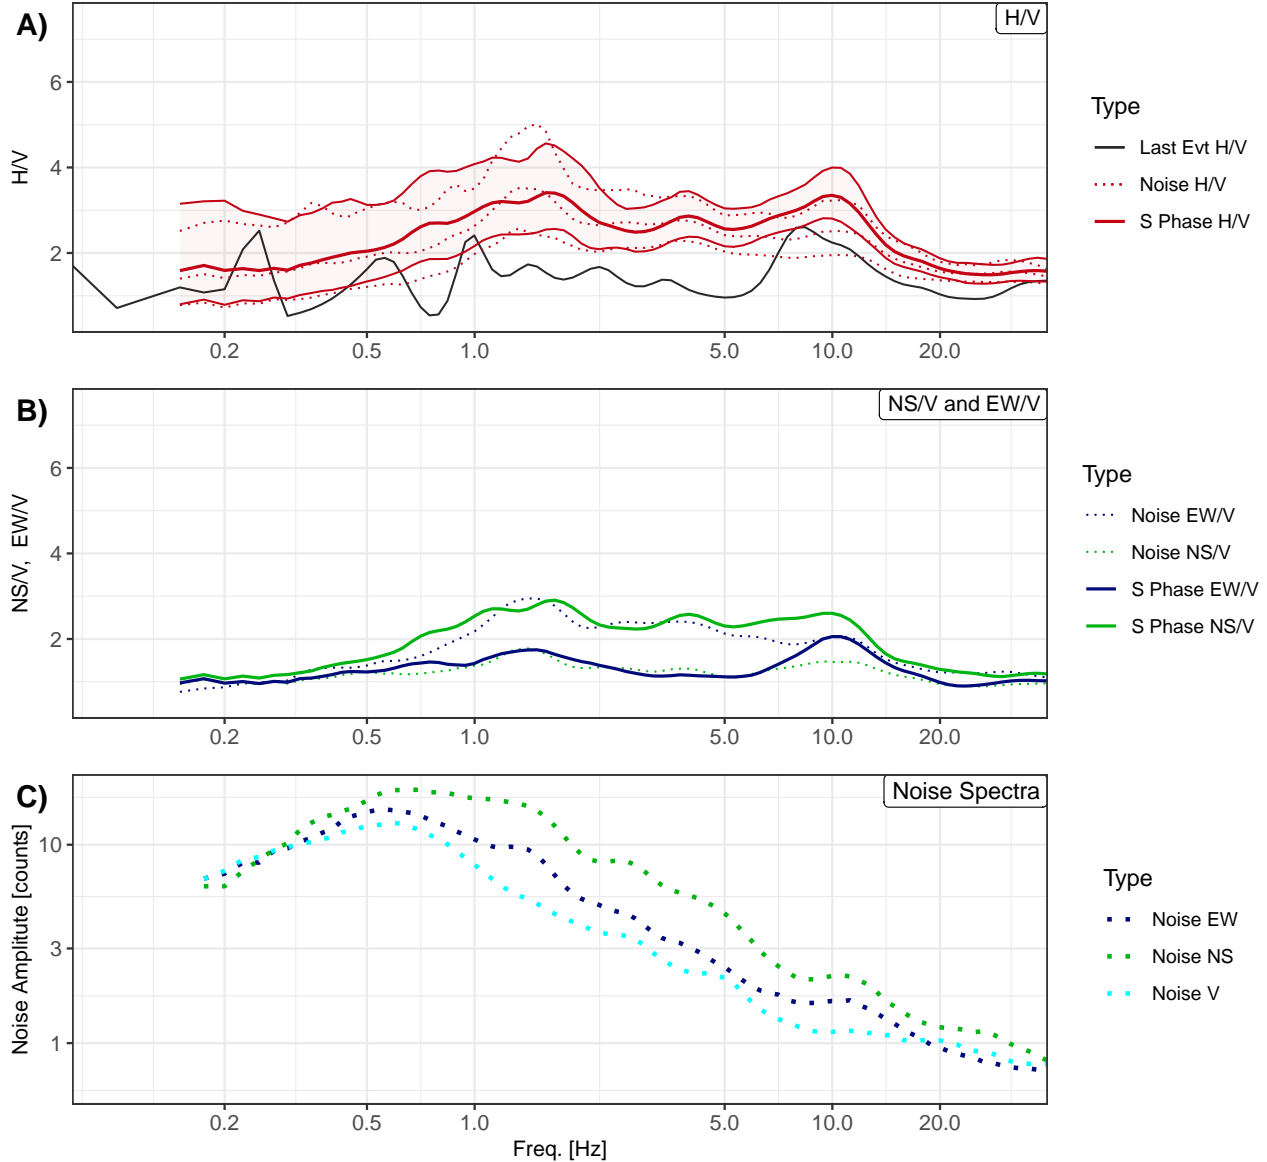 A)
H/V
6
4
2
H/V
0.2 0.5 1.0 5.0 10.0 20.0
Type
Last Evt H/V
Noise H/V
S Phase H/V
B)
NS/V and EW/V
6
4
2
NS/V, EW/V
0.2 0.5 1.0 5.0 10.0 20.0
Type
Noise EW/V
Noise NS/V
S Phase EW/V
S Phase NS/V
C)
Noise Spectra
10
3
1
Noise Amplitude [counts]
0.2 0.5 1.0 5.0 10.0 20.0
Freq. [Hz]
Type
Noise EW
Noise NS
Noise V